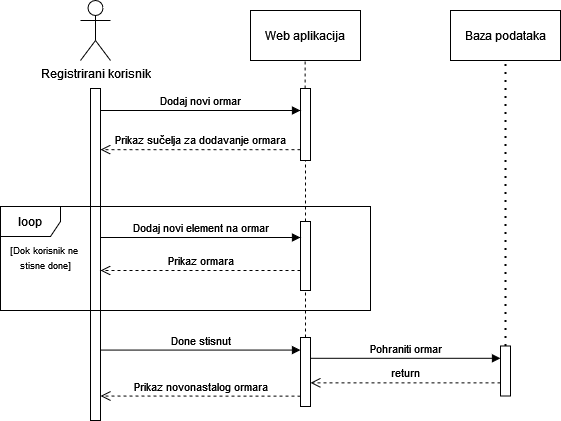 Registrirani korisnik
Web aplikacija
Baza podataka
Dodaj novi ormar
Prikaz sučelja za dodavanje ormara
loop
[Dok korisnik ne
stisne done]
Dodaj novi element na ormar
Prikaz ormara
Done stisnut
Pohraniti ormar
return
Prikaz novonastalog ormara